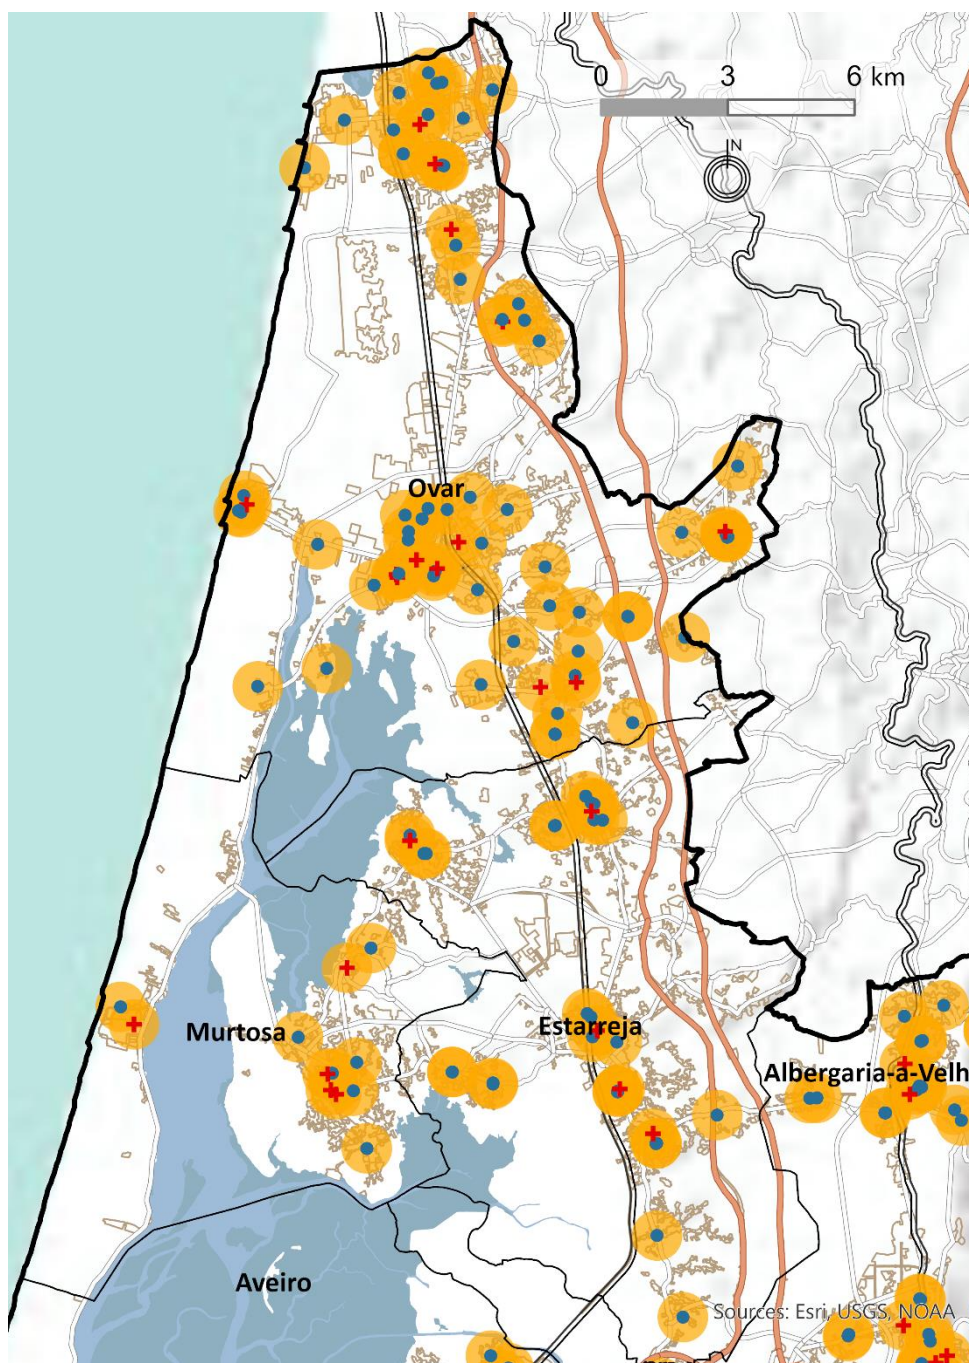 0 3 6 km
N
Ovar
Murtosa
Estarreja
Albergaria-a-Velh
Aveiro
Sources: Esri, USGS, NOAA